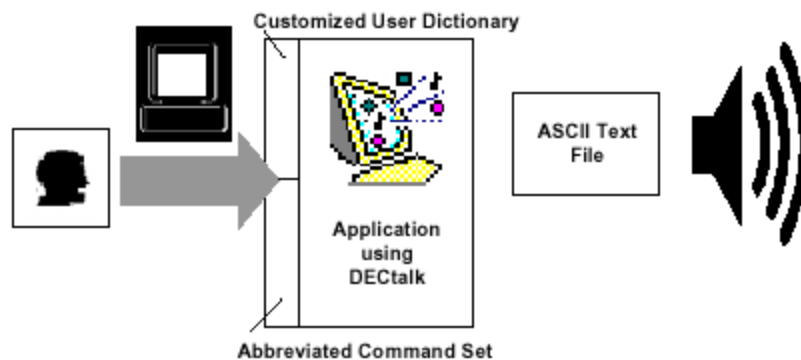 Customized User Dictionary
Application
using
DECtalk
ASCII Text
File
Abbreviated Command Set